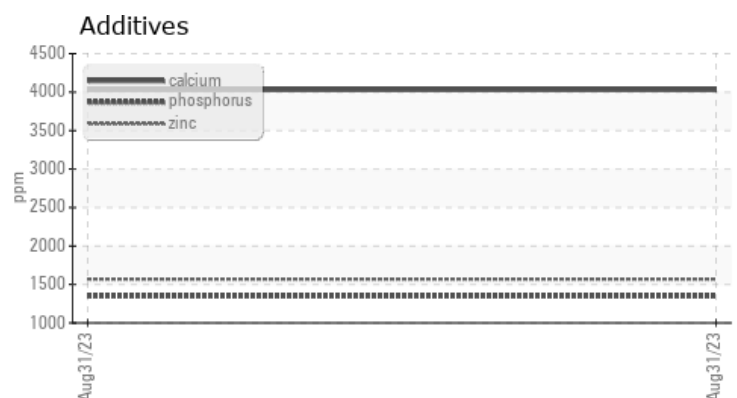 Additives
4500
4000
3500
3000
2500
2000
1500
1000
ppm
calcium
phosphorus
zinc
Aug31/23
Aug31/23